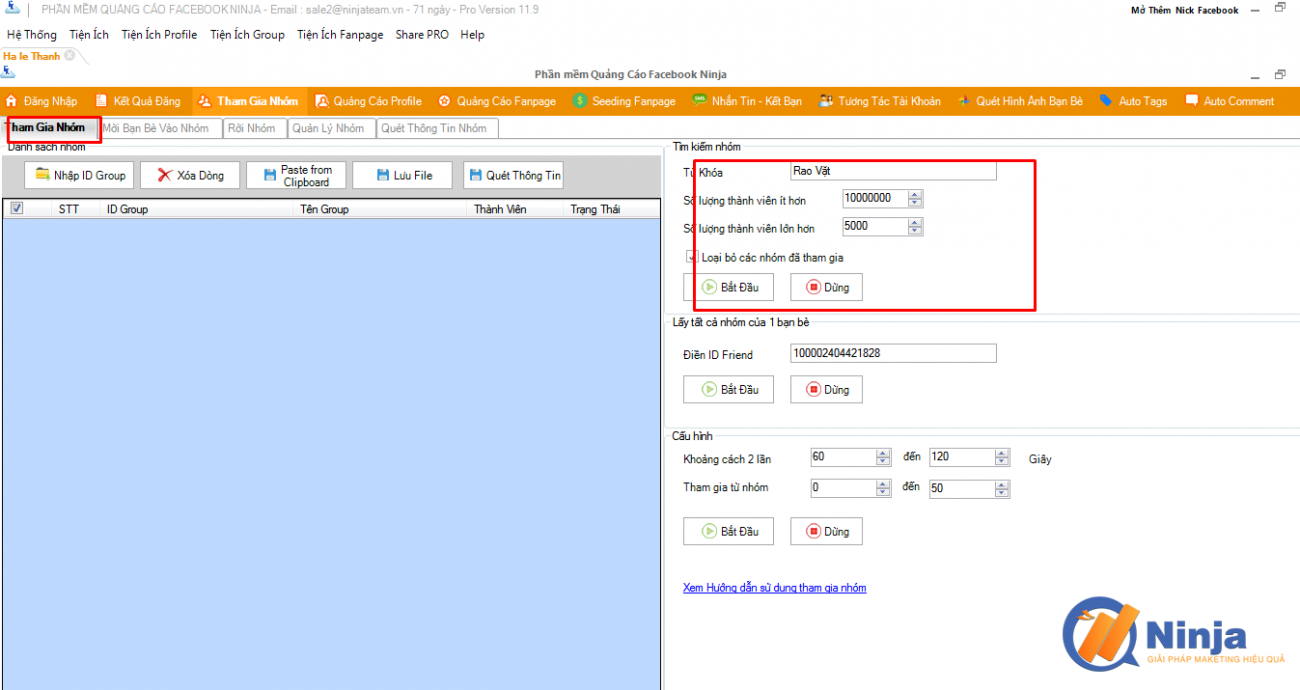 PHẦN MỀM QUẢNG CÁO FACEBOOK NINJA - Email : sale2@ninjateam.vn - 71 ngày - Pro Version 11.9
Mở Thêm Nick Facebook
Hệ Thống Tiện Ích Tiện Ích Profile Tiện Ích Group Tiện Ích Fanpage Share PRO Help
Ha le Thanh
Phần mềm Quảng Cáo Facebook Ninja
Đăng Nhập Kết Quả Đăng Tham Gia Nhóm Quảng Cáo Profile Quảng Cáo Fanpage Seeding Fanpage Nhắn Tin - Kết Bạn Tương Tác Tài Khoản Quét Hình Ảnh Bạn Bè Auto Tags Auto Comment
Tham Gia Nhóm Mời Bạn Bè Vào Nhóm Rời Nhóm Quản Lý Nhóm Quét Thông Tin Nhóm
Danh sách nhóm
Nhập ID Group Xóa Dòng Paste from Clipboard Lưu File Quét Thông Tin
STT ID Group Tên Group Thành Viên Trạng Thái
Tìm kiếm nhóm
Từ Khóa Rao Vặt
Số lượng thành viên ít hơn 10000000
Số lượng thành viên lớn hơn 5000
Loại bỏ các nhóm đã tham gia
Bắt Đầu Dừng
Lấy tất cả nhóm của 1 bạn bè
Điền ID Friend 100002404421828
Bắt Đầu Dừng
Cấu hình
Khoảng cách 2 lần 60 đến 120 Giây
Tham gia từ nhóm 0 đến 50
Bắt Đầu Dừng
Xem Hướng dẫn sử dụng tham gia nhóm
Ninja
GIẢI PHÁP MAKETING HIỆU QUẢ